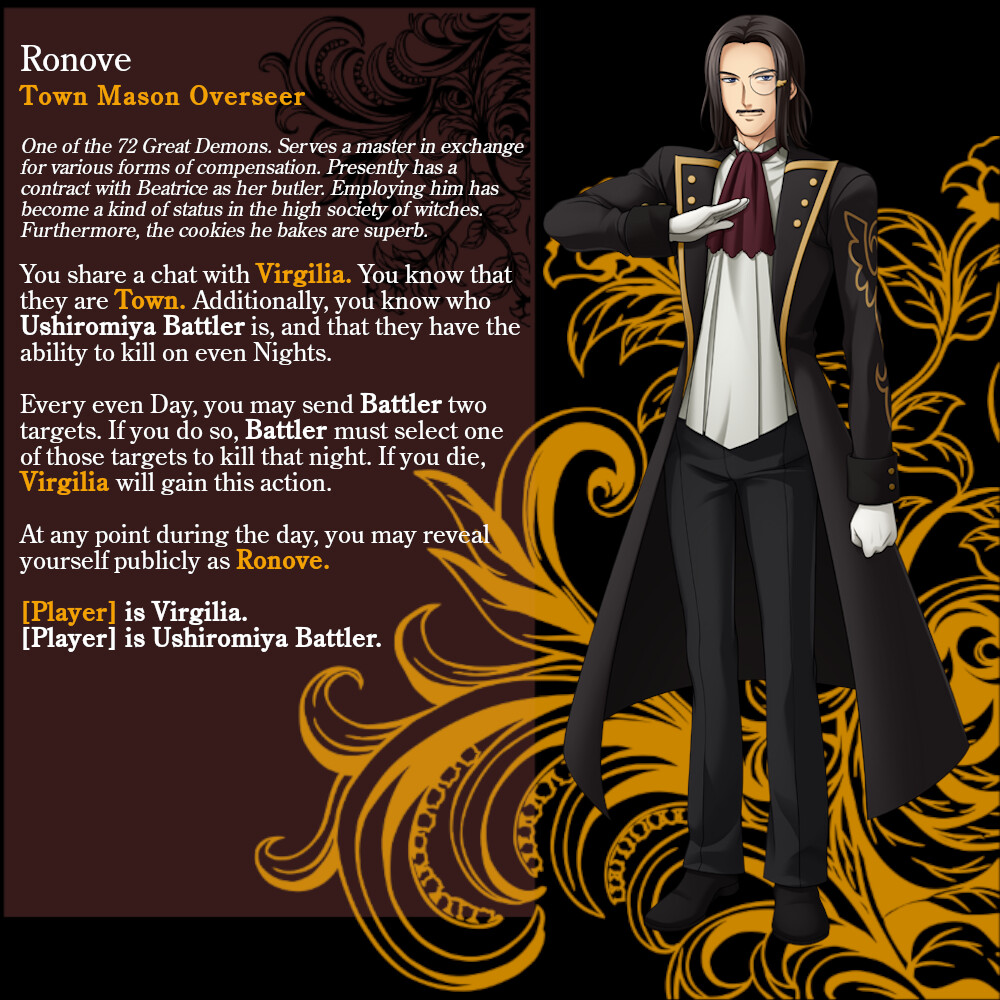 Ronove
Town Mason Overseer
One of the 72 Great Demons. Serves a master in exchange
for various forms of compensation. Presently has a
contract with Beatrice as her butler. Employing him has
become a kind of status in the high society of witches.
Furthermore, the cookies he bakes are superb.
You share a chat with Virgilia. You know that
they are Town. Additionally, you know who
Ushiromiya Battler is, and that they have the
ability to kill on even Nights.
Every even Day, you may send Battler two
targets. If you do so, Battler must select one
of those targets to kill that night. If you die,
Virgilia will gain this action.
At any point during the day, you may reveal
yourself publicly as Ronove.
[Player] is Virgilia.
[Player] is Ushiromiya Battler.